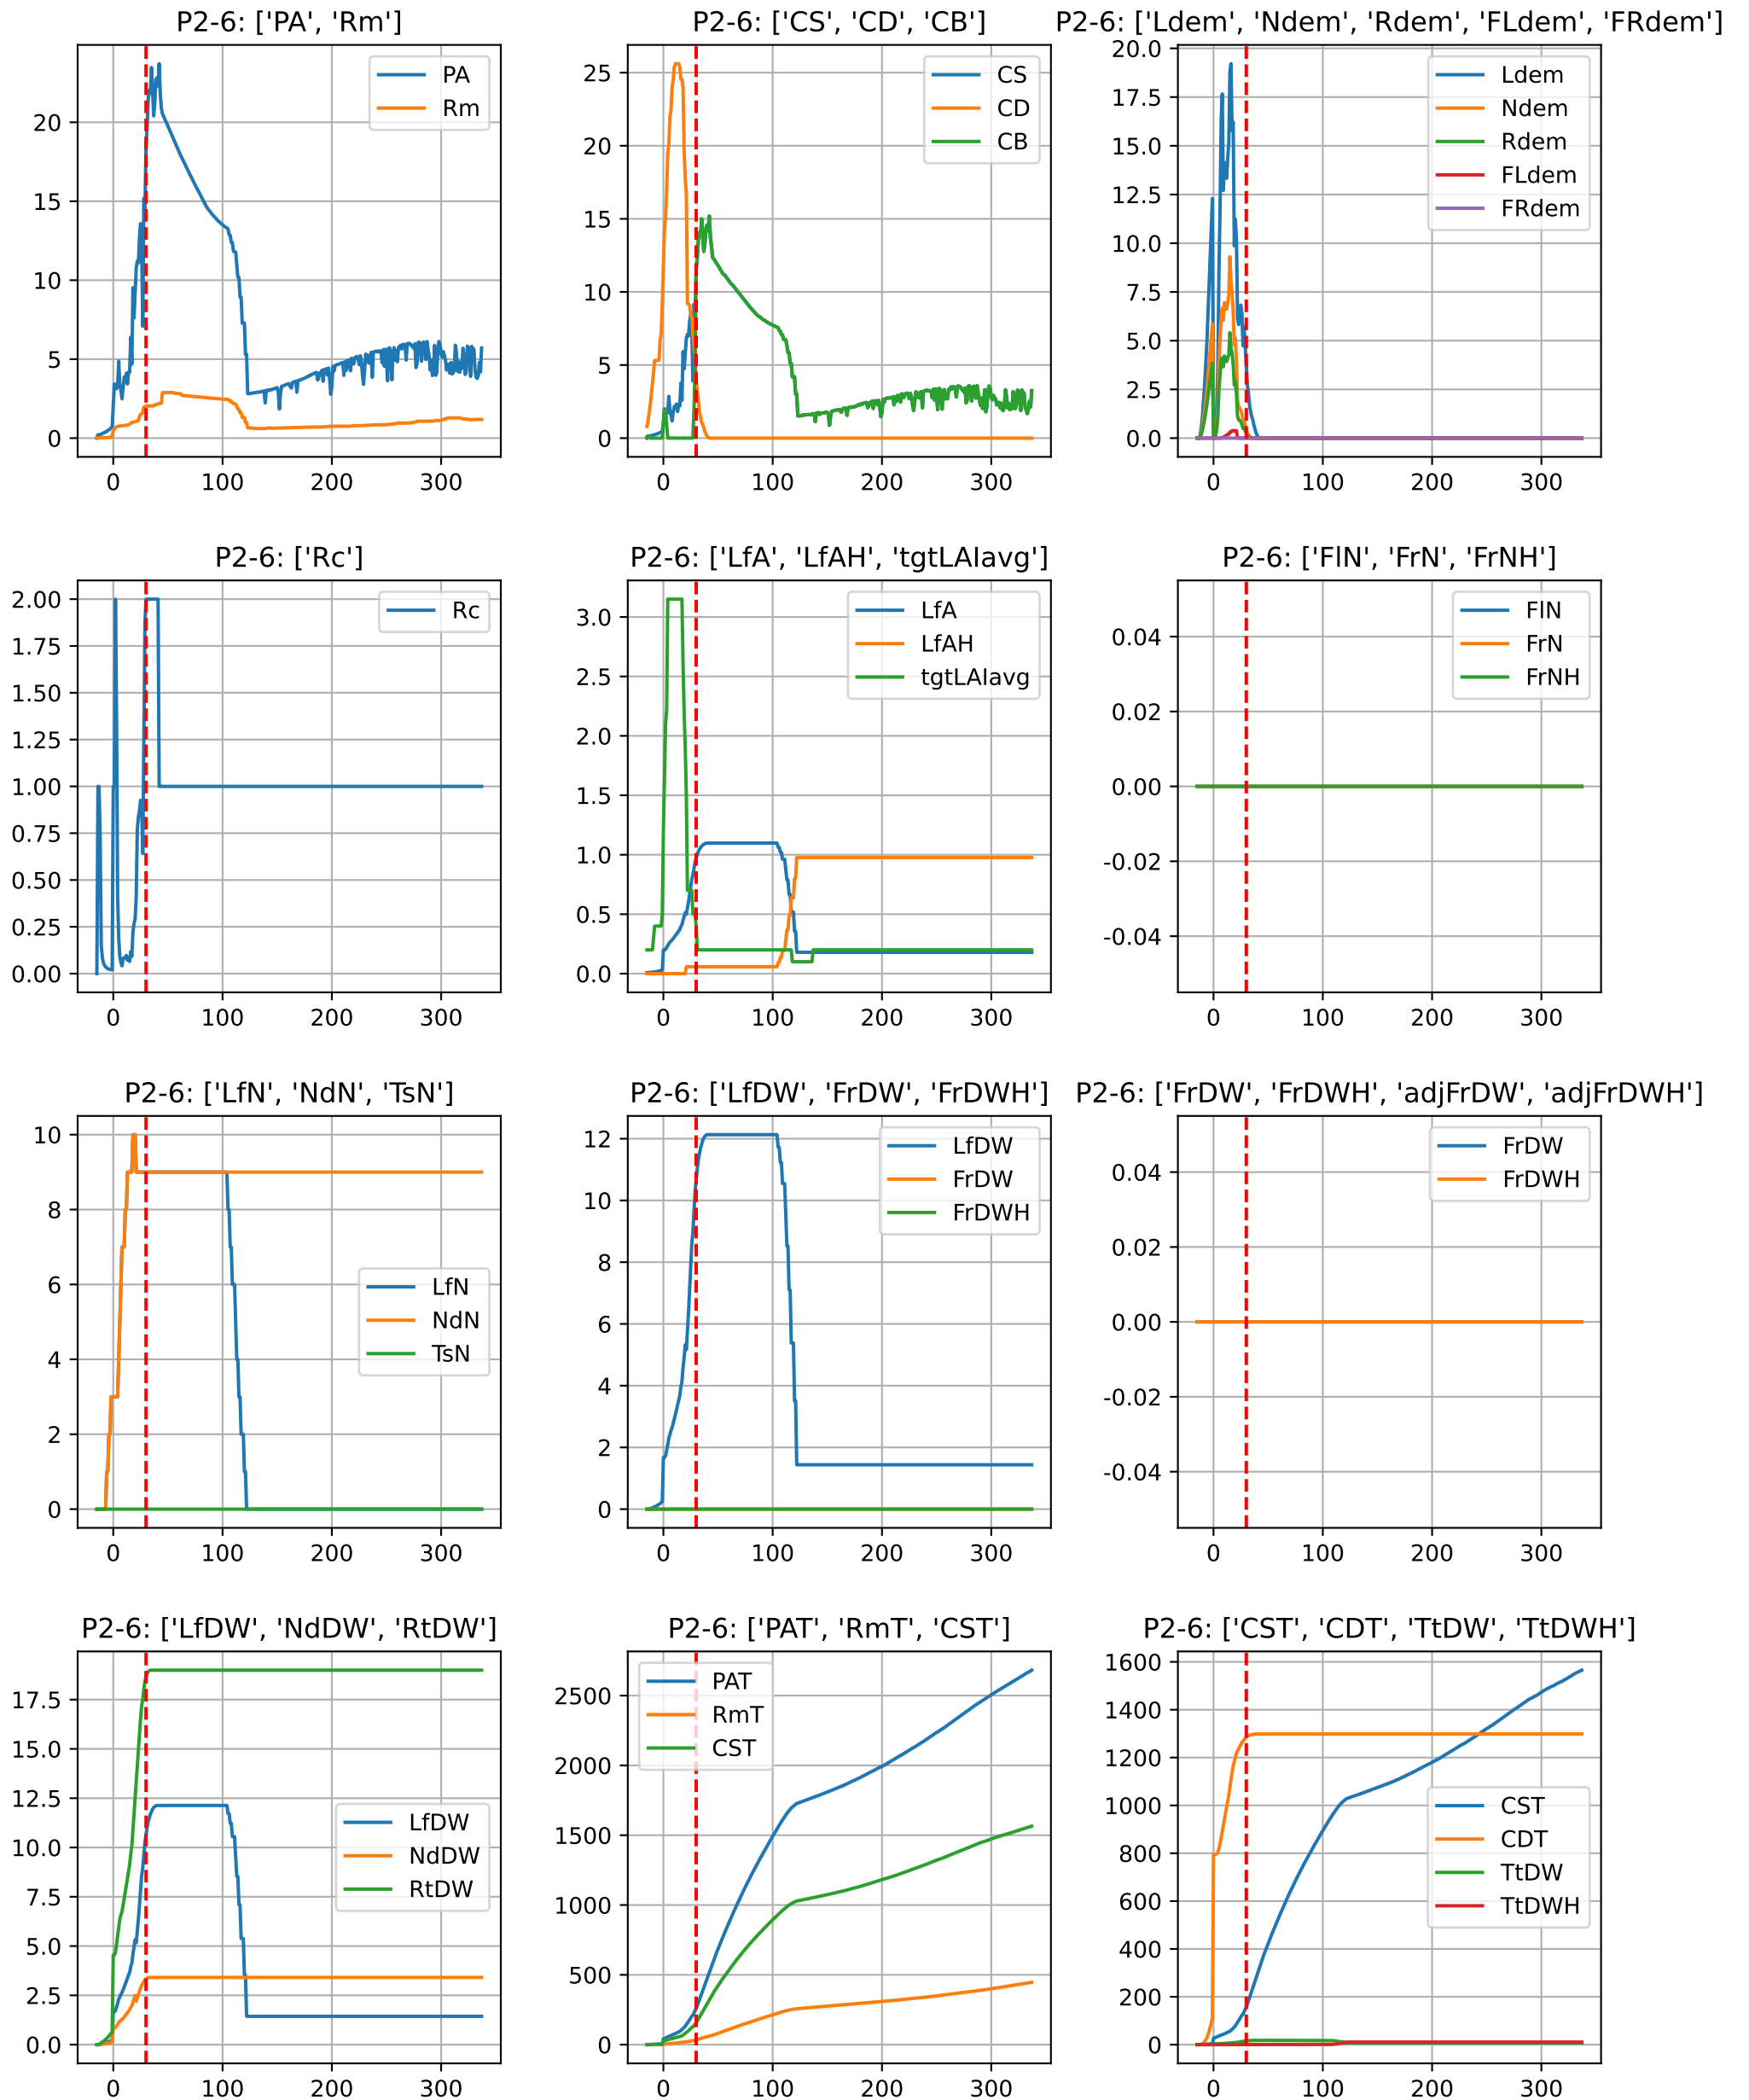 P2-6: ['PA', 'Rm']
PA
Rm
20
15
10
5
0
0 100 200 300
P2-6: ['CS', 'CD', 'CB']
CS
CD
CB
25
20
15
10
5
0
0 100 200 300
P2-6: ['Ldem', 'Ndem', 'Rdem', 'FLdem', 'FRdem']
Ldem
Ndem
Rdem
FLdem
FRdem
20.0
17.5
15.0
12.5
10.0
7.5
5.0
2.5
0.0
0 100 200 300
P2-6: ['Rc']
Rc
2.00
1.75
1.50
1.25
1.00
0.75
0.50
0.25
0.00
0 100 200 300
P2-6: ['LfA', 'LfAH', 'tgtLAIavg']
LfA
LfAH
tgtLAIavg
3.0
2.5
2.0
1.5
1.0
0.5
0.0
0 100 200 300
P2-6: ['FlN', 'FrN', 'FrNH']
FlN
FrN
FrNH
0.04
0.02
0.00
-0.02
-0.04
0 100 200 300
P2-6: ['LfN', 'NdN', 'TsN']
LfN
NdN
TsN
10
8
6
4
2
0
0 100 200 300
P2-6: ['LfDW', 'FrDW', 'FrDWH']
LfDW
FrDW
FrDWH
12
10
8
6
4
2
0
0 100 200 300
P2-6: ['FrDW', 'FrDWH', 'adjFrDW', 'adjFrDWH']
FrDW
FrDWH
0.04
0.02
0.00
-0.02
-0.04
0 100 200 300
P2-6: ['LfDW', 'NdDW', 'RtDW']
LfDW
NdDW
RtDW
17.5
15.0
12.5
10.0
7.5
5.0
2.5
0.0
0 100 200 300
P2-6: ['PAT', 'RmT', 'CST']
PAT
RmT
CST
2500
2000
1500
1000
500
0
0 100 200 300
P2-6: ['CST', 'CDT', 'TtDW', 'TtDWH']
CST
CDT
TtDW
TtDWH
1600
1400
1200
1000
800
600
400
200
0
0 100 200 300